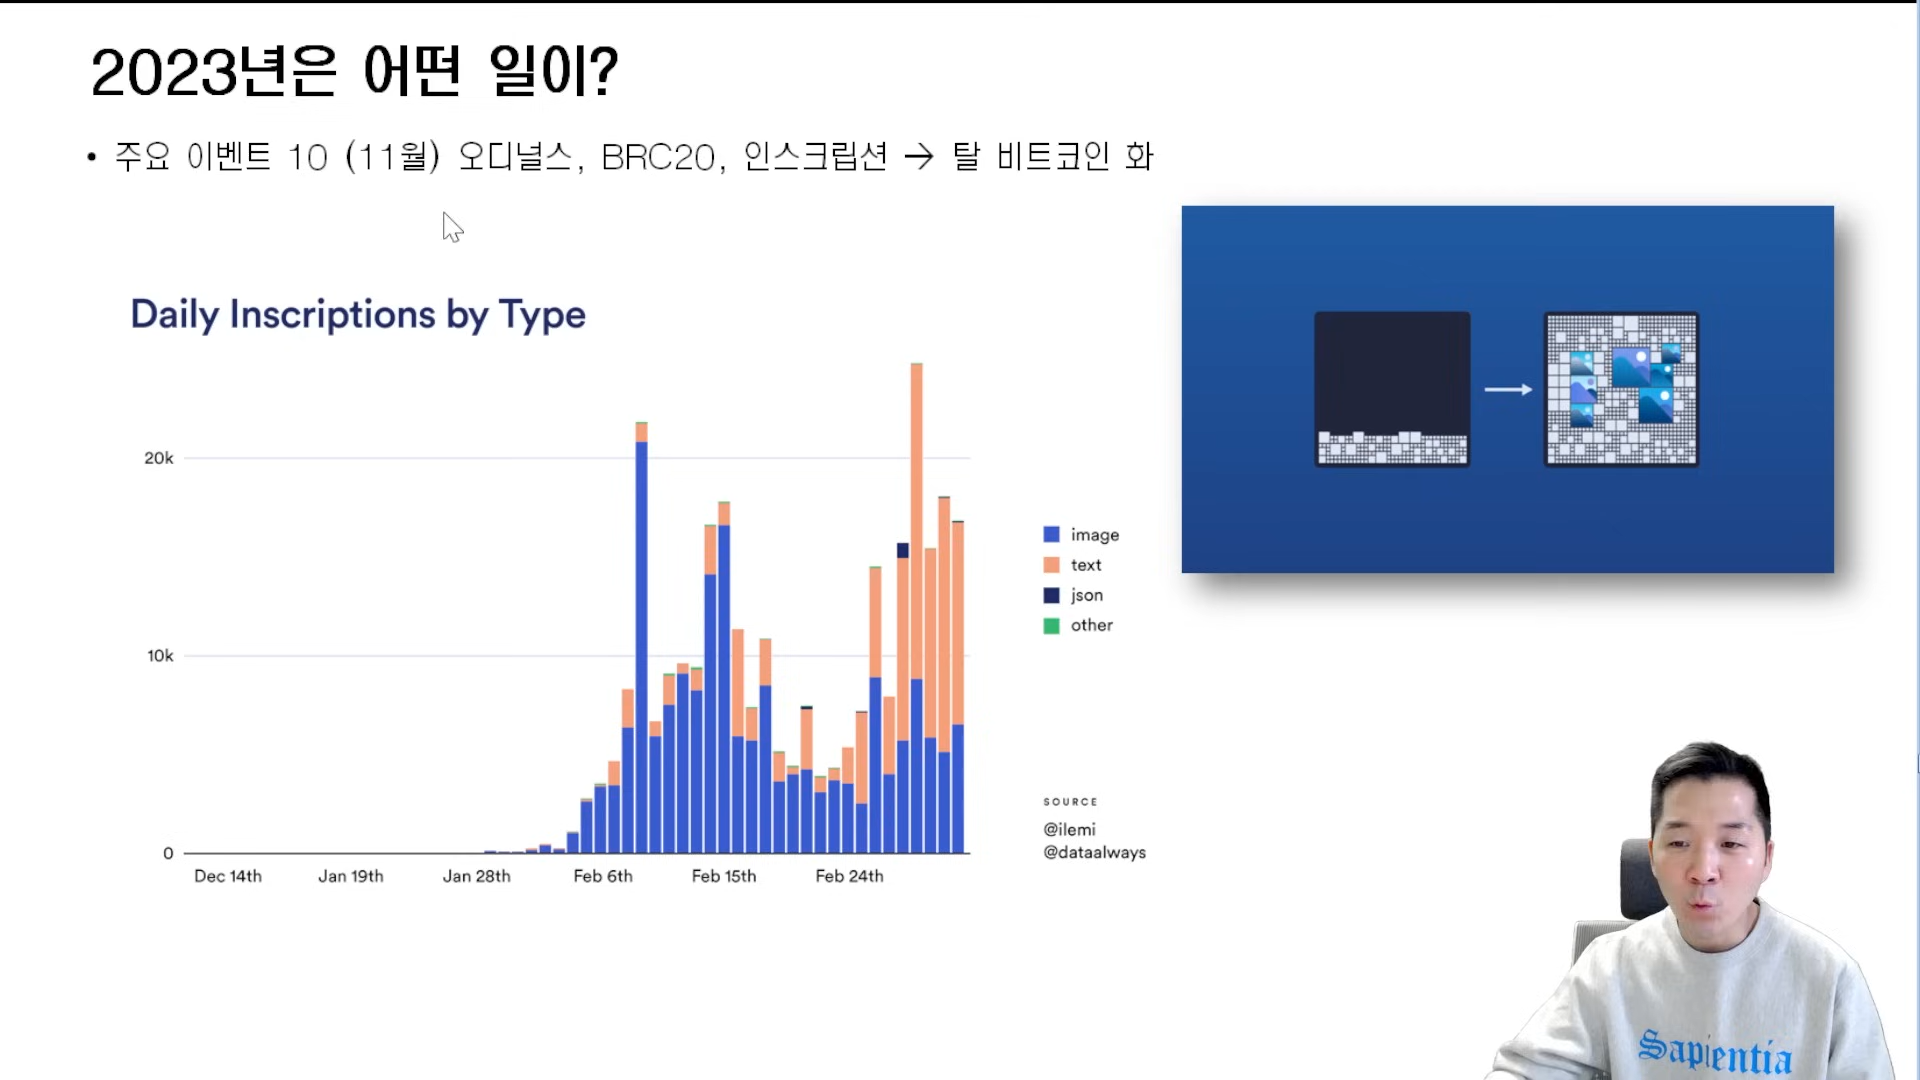 2023년은 어떤 일이?
• 주요 이벤트 10 (11월) 오디널스, BRC20, 인스크립션 → 탈 비트코인 화
Daily Inscriptions by Type
20k
10k
0
Dec 14th Jan 19th Jan 28th Feb 6th Feb 15th Feb 24th
image
text
json
other
SOURCE
@ilemi
@dataalways
Sapientia